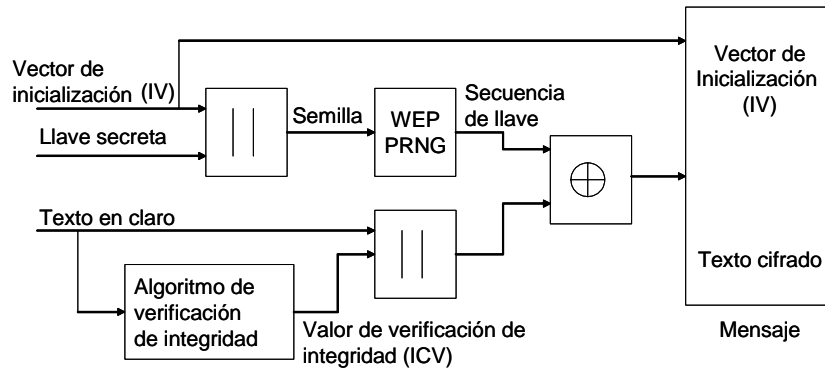 Vector de
inicialización (IV)
Llave secreta
||
Semilla
WEP
PRNG
Secuencia
de llave
Vector de
Inicialización
(IV)
Texto en claro
||
Algoritmo de
verificación
de integridad
Valor de verificación de
integridad (ICV)
Texto cifrado
Mensaje